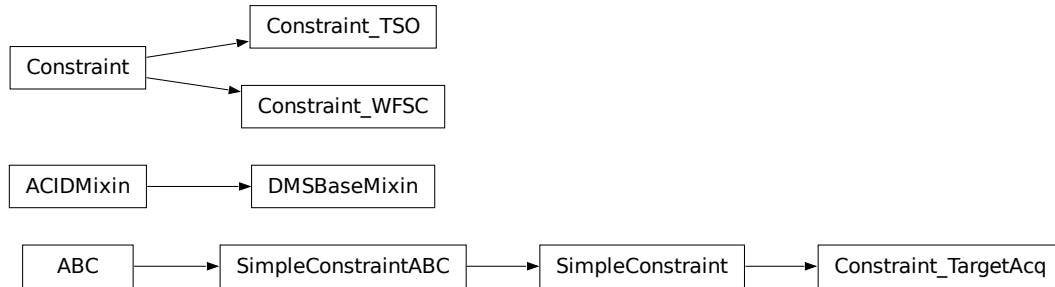 Constraint_TSO
Constraint
Constraint_WFSC
ACIDMixin DMSBaseMixin
ABC SimpleConstraintABC SimpleConstraint Constraint_TargetAcq